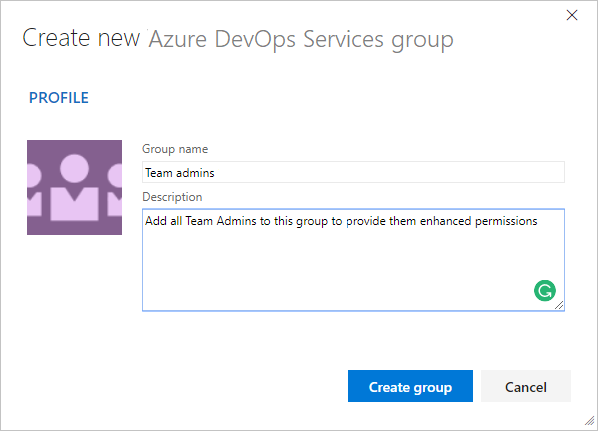 Create new Azure DevOps Services group
PROFILE
Group name
Team admins
Description
Add all Team Admins to this group to provide them enhanced permissions
Create group
Cancel